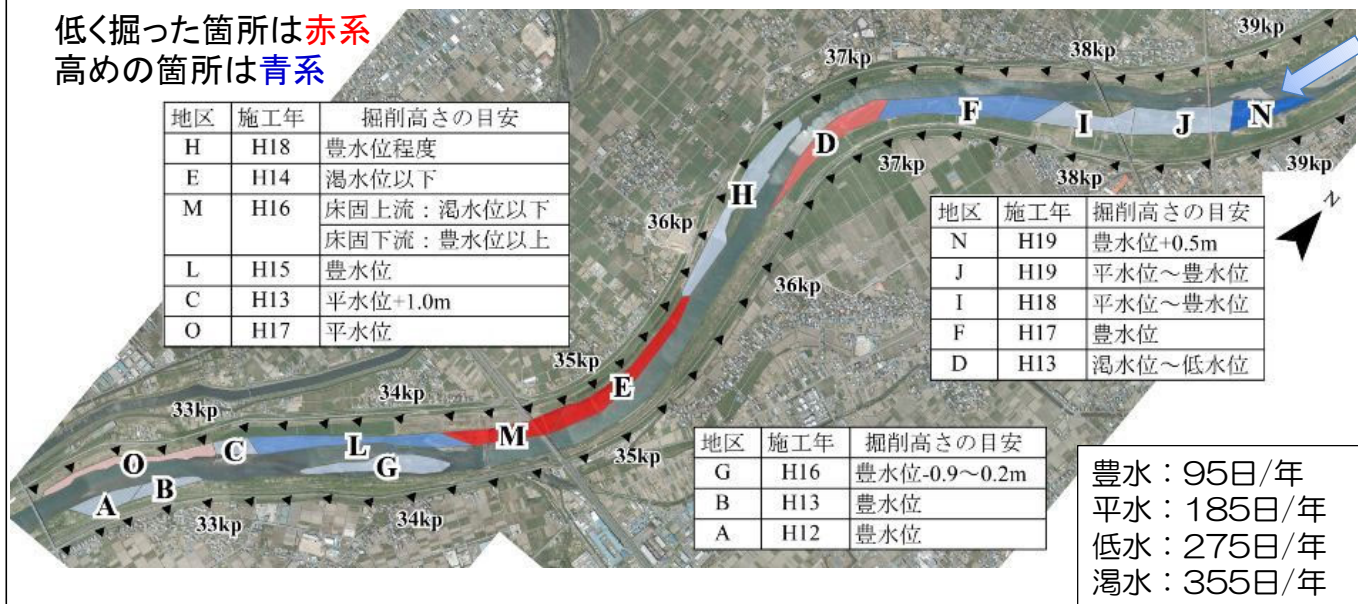 低く掘った箇所は赤系
高めの箇所は青系
39kp
38kp
37kp
N
F
I
J
N
D
39kp
38kp
37kp
H
36kp
36kp
35kp
E
34kp
M
35kp
33kp
L
C
G
O
B
A
34kp
33kp
地区 施工年 掘削高さの目安
H H18 豊水位程度
E H14 渇水位以下
M H16 床固上流：渇水位以下
床固下流：豊水位以上
L H15 豊水位
C H13 平水位+1.0m
O H17 平水位
地区 施工年 掘削高さの目安
N H19 豊水位+0.5m
J H19 平水位～豊水位
I H18 平水位～豊水位
F H17 豊水位
D H13 渇水位～低水位
地区 施工年 掘削高さの目安
G H16 豊水位-0.9～0.2m
B H13 豊水位
A H12 豊水位
豊水：95日/年
平水：185日/年
低水：275日/年
渇水：355日/年